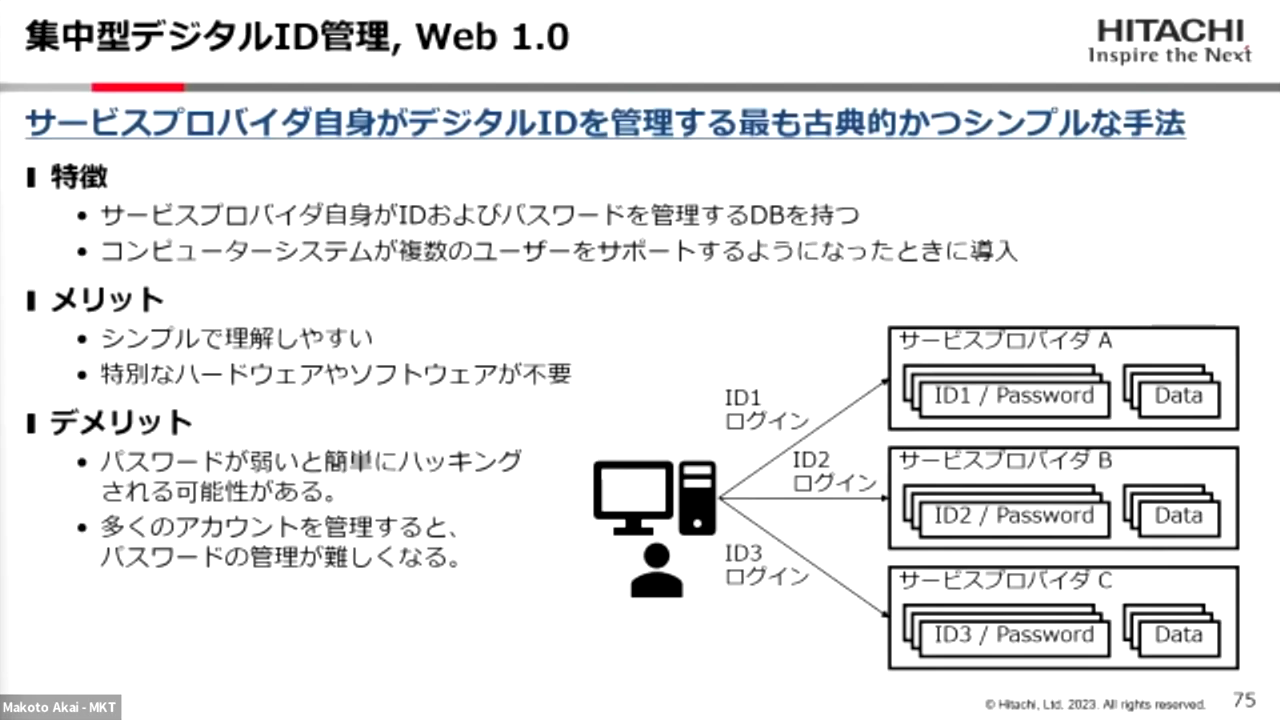 集中型デジタルID管理, Web 1.0
HITACHI
Inspire the Next
サービスプロバイダ自身がデジタルIDを管理する最も古典的かつシンプルな手法
特徴
• サービスプロバイダ自身がIDおよびパスワードを管理するDBを持つ
• コンピューターシステムが複数のユーザーをサポートするようになったときに導入
メリット
• シンプルで理解しやすい
• 特別なハードウェアやソフトウェアが不要
デメリット
• パスワードが弱いと簡単にハッキング
される可能性がある。
• 多くのアカウントを管理すると、
パスワードの管理が難しくなる。
ID1
ログイン
ID2
ログイン
ID3
ログイン
サービスプロバイダ A
ID1 / Password
Data
サービスプロバイダ B
ID2 / Password
Data
サービスプロバイダ C
ID3 / Password
Data
Makoto Akai - MKT
© Hitachi, Ltd. 2023. All rights reserved.
75